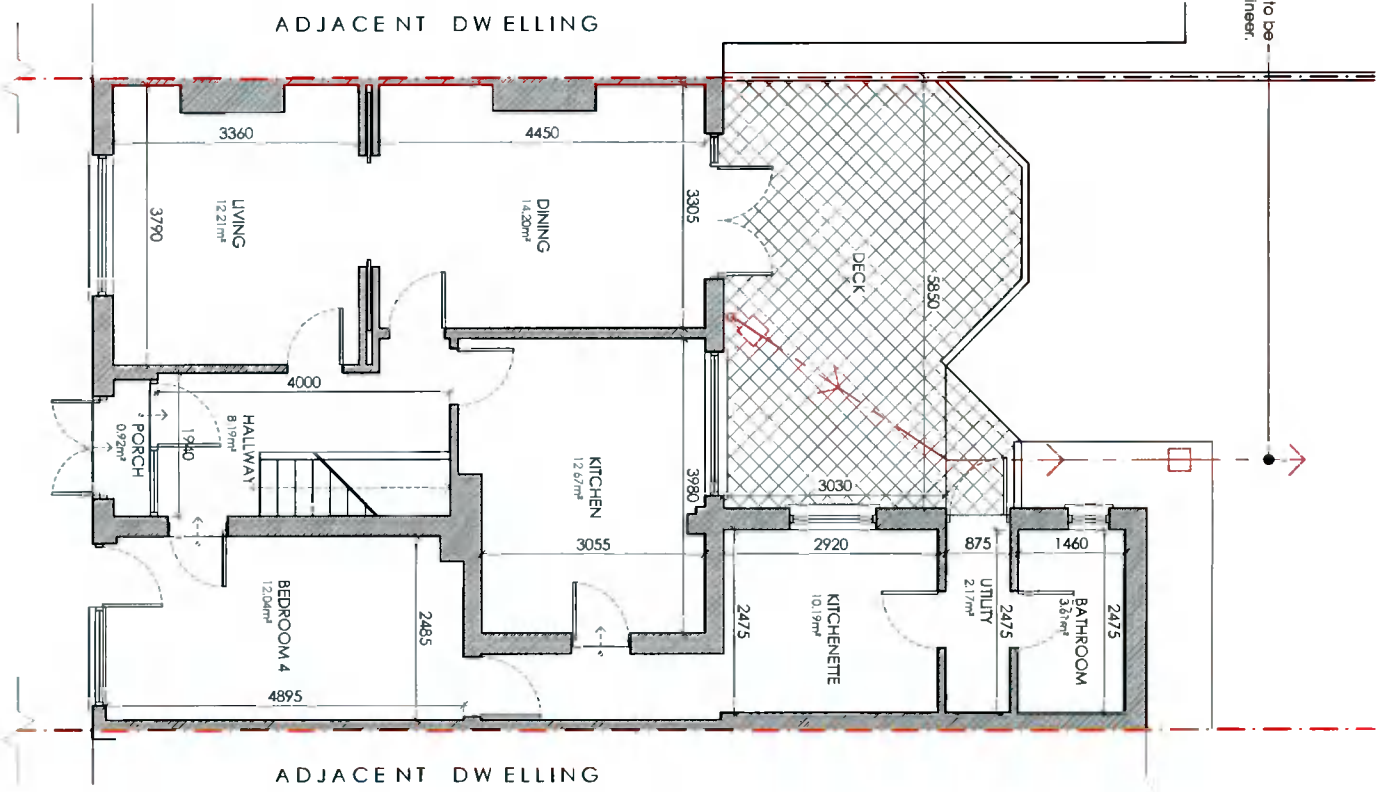 ADJACENT DWELLING
to be
ineer.
3360
4450
3790
LIVING
12.21m²
DINING
14.20m²
3305
DECK
5850
4000
HALLWAY
8.19m²
1940
PORCH
0.92m²
KITCHEN
12.67m²
3980
3055
3030
2920
875
1460
BEDROOM 4
12.04m²
2485
4895
2475
KITCHENETTE
10.19m²
UTILITY
2.17m²
2475
BATHROOM
3.61m²
2475
ADJACENT DWELLING